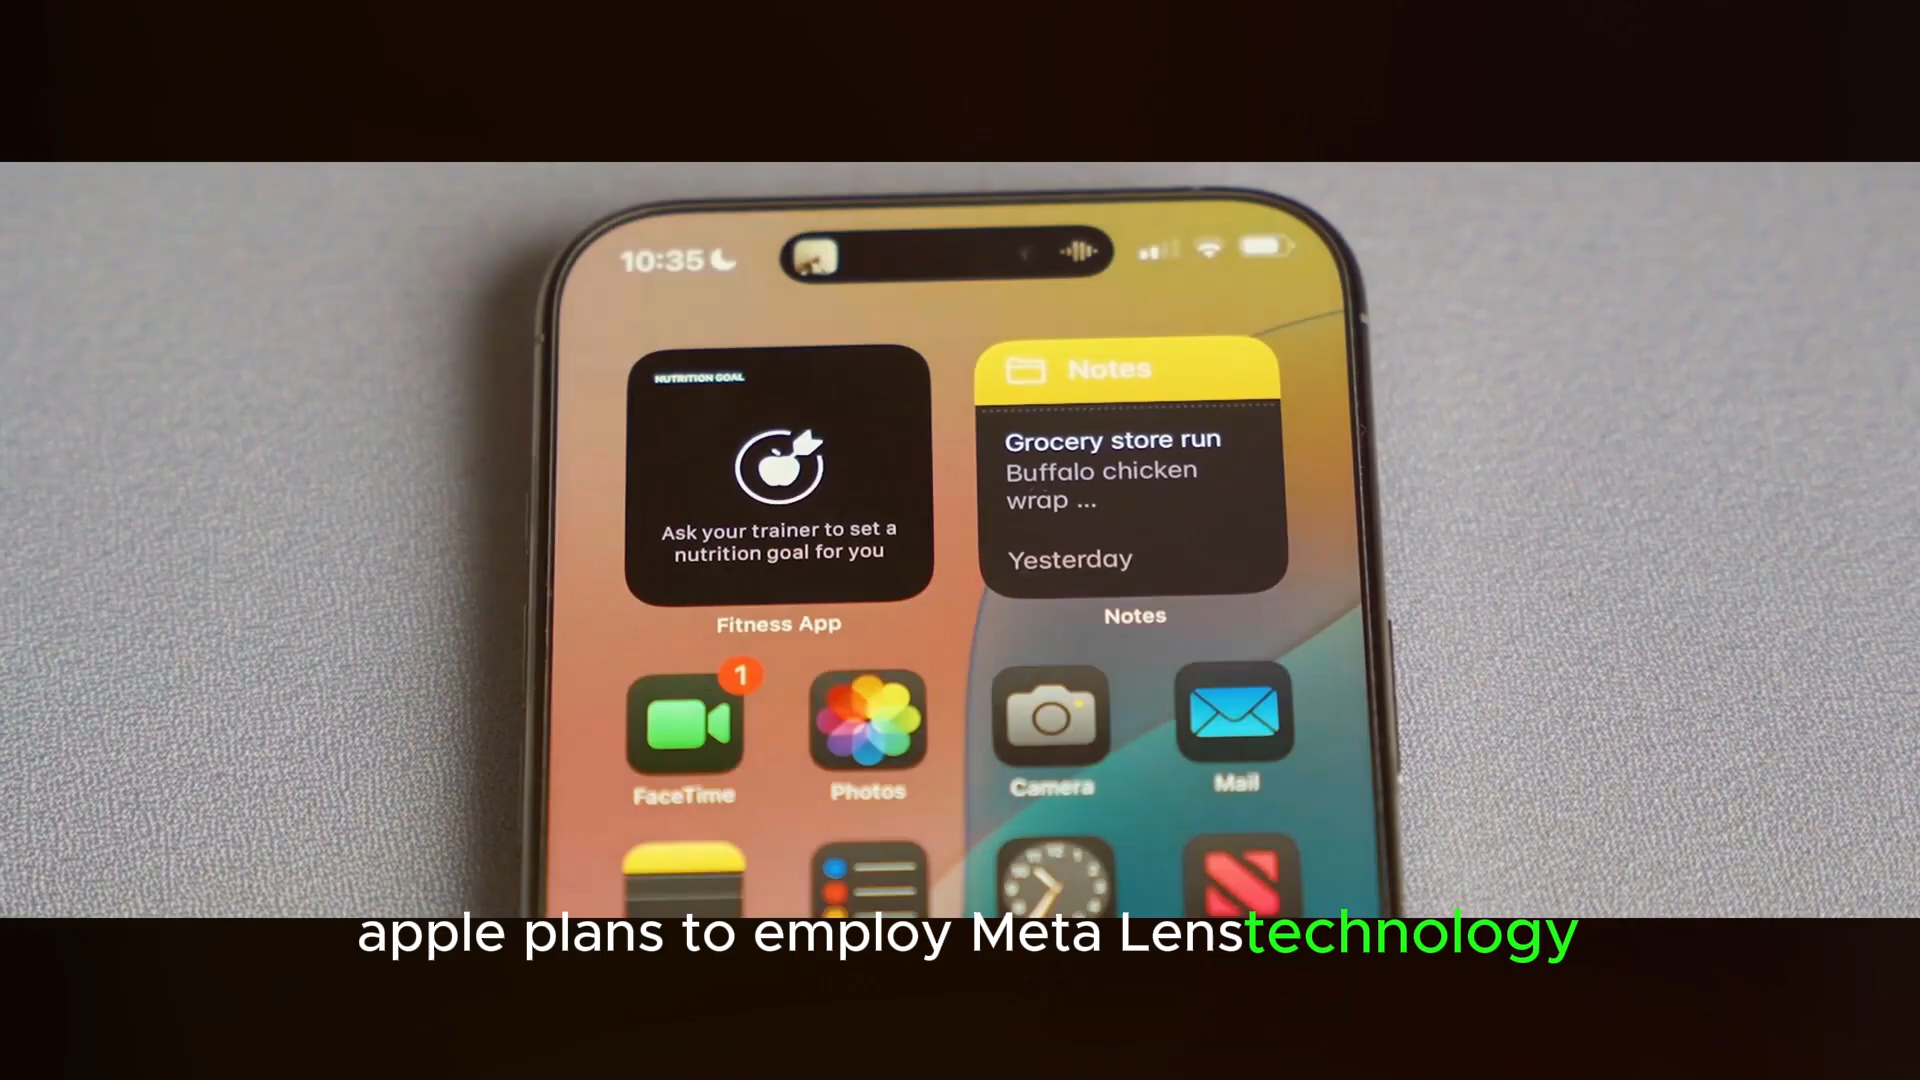 10:35
NUTRITION GOAL
Ask your trainer to set a
nutrition goal for you
Fitness App
Notes
Grocery store run
Buffalo chicken
wrap ...
Yesterday
Notes
1
FaceTime
Photos
Camera
Mail
apple plans to employ Meta Lenstechnology